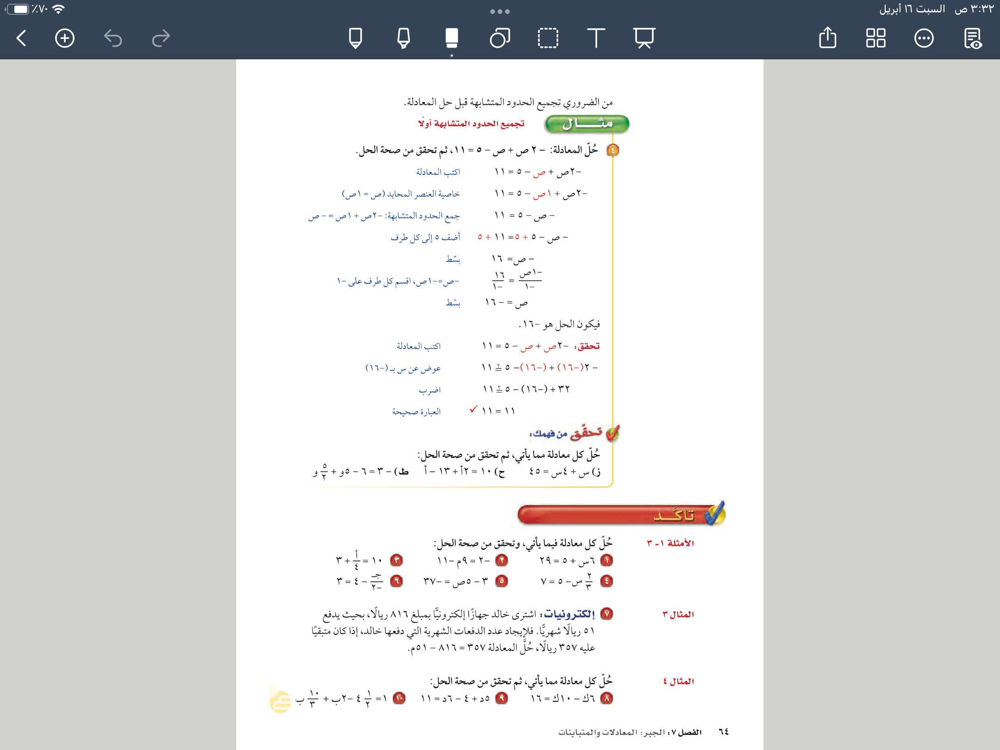 ٣:٣٢ ص السبت ١٦ أبريل
٪٧٠
من الضروري تجميع الحدود المتشابهة قبل حل المعادلة.
مثـــال تجميع الحدود المتشابهة أولًا
٤ حُلّ المعادلة: – ٢ ص + ص – ٥ = ١١، ثم تحقق من صحة الحل.
–٢ص + ص – ٥ = ١١ اكتب المعادلة
–٢ص + ١ص – ٥ = ١١ خاصية العنصر المحايد (ص = ١ص)
– ص – ٥ = ١١ جمع الحدود المتشابهة: –٢ص + ١ص = – ص
– ص – ٥ + ٥ = ١١ + ٥ أضف ٥ إلى كل طرف
– ص = ١٦ بسّط
–١ص/–١ = ١٦/–١ –ص=–١ص، اقسم كل طرف على –١
ص = – ١٦ بسّط
فيكون الحل هو –١٦.
تحقق: –٢ص + ص – ٥ = ١١ اكتب المعادلة
– ٢(–١٦) + (–١٦)– ٥ ≟ ١١ عوض عن س بـ (–١٦)
٣٢ + (–١٦) – ٥ ≟ ١١ اضرب
١١ = ١١ ✓ العبارة صحيحة
تحقّق من فهمك:
حُلّ كل معادلة مما يأتي، ثم تحقق من صحة الحل:
ز) س + ٤س = ٤٥ ح) ١٠ = ٢أ + ١٣ – أ ط) – ٣ = ٦ – ٥و + ٥/٢ و
تأكــد
الأمثلة ١- ٣ حُلّ كل معادلة فيما يأتي، وتحقق من صحة الحل:
١ ٦س + ٥ = ٢٩ ٢ –٢ = ٩م –١١ ٣ ١٠ = أ/٤ + ٣
٤ ٢/٣ س– ٥ = ٧ ٥ ٣ – ٥ص = –٣٧ ٦ جـ/–٢ – ٤ = ٣
المثال ٣ ٧ إلكترونيات: اشترى خالد جهازًا إلكترونيًّا بمبلغ ٨١٦ ريالًا، بحيث يدفع
٥١ ريالًا شهريًّا. فلإيجاد عدد الدفعات الشهرية التي دفعها خالد، إذا كان متبقيًا
عليه ٣٥٧ ريالًا، حُلَّ المعادلة ٣٥٧ = ٨١٦ – ٥١م.
المثال ٤ حُلّ كل معادلة مما يأتي، ثم تحقق من صحة الحل:
٨ ٦ك – ١٠ك = ١٦ ٩ ٥د + ٤ – ٦د = ١١ ١٠ ١= ١/٢ ٤ –٢ب + ١٠/٣ ب
٦٤ الفصل ٧: الجبر: المعادلات والمتباينات